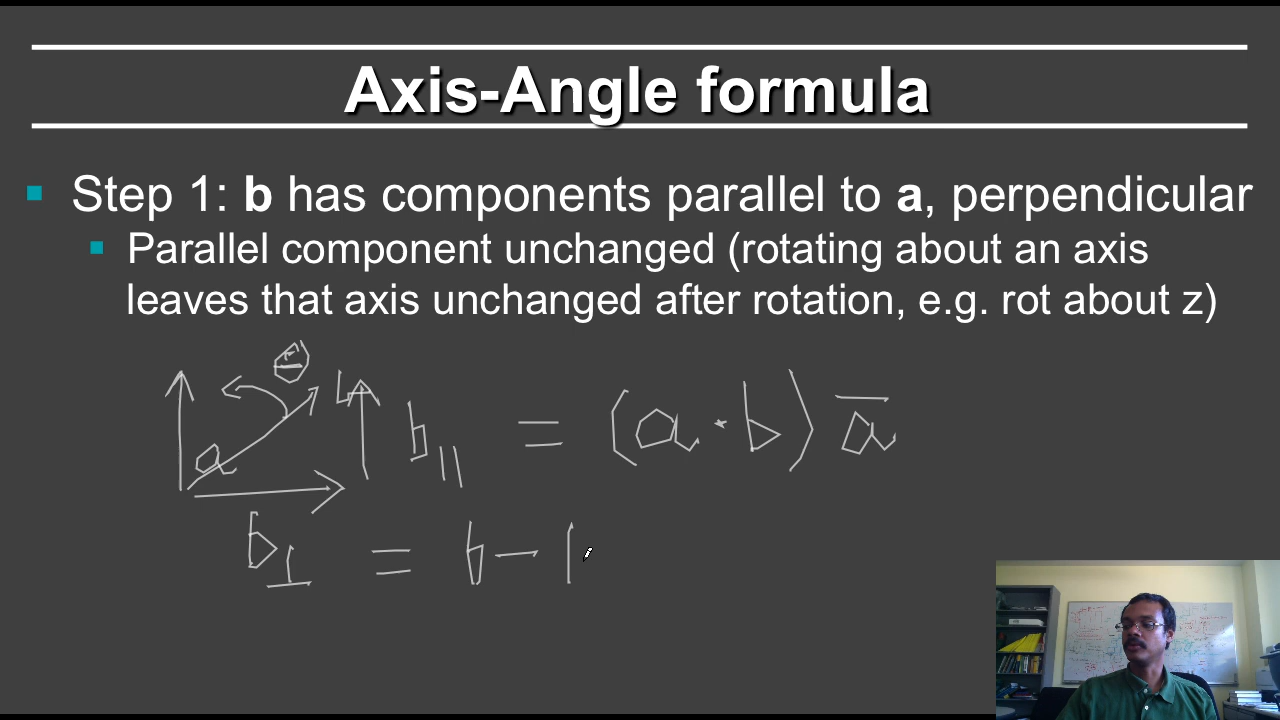 Axis-Angle formula
Step 1: b has components parallel to a, perpendicular
Parallel component unchanged (rotating about an axis
leaves that axis unchanged after rotation, e.g. rot about z)
θ
a b∥ = (a · b) a̅
b⊥ = b −